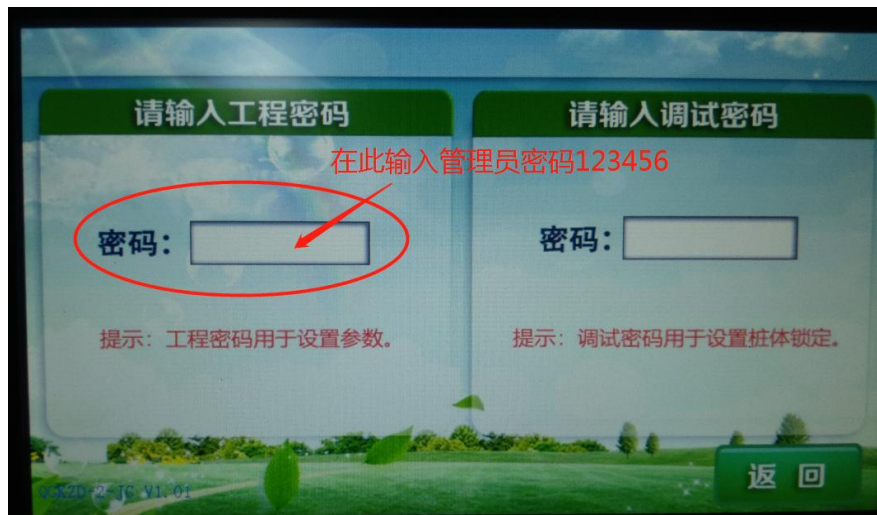 请输入工程密码
请输入调试密码
在此输入管理员密码123456
密码：
密码：
提示：工程密码用于设置参数。
提示：调试密码用于设置桩体锁定。
返 回